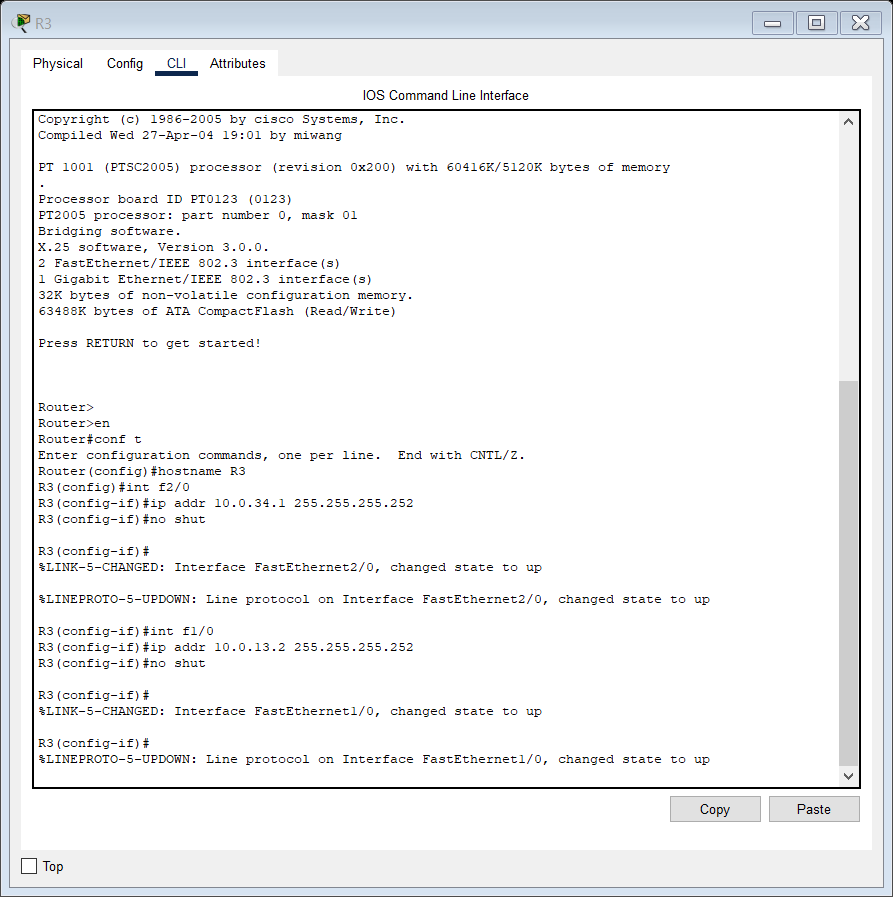 R3
Physical Config CLI Attributes
IOS Command Line Interface
Copyright (c) 1986-2005 by cisco Systems, Inc.
Compiled Wed 27-Apr-04 19:01 by miwang
PT 1001 (PTSC2005) processor (revision 0x200) with 60416K/5120K bytes of memory
.
Processor board ID PT0123 (0123)
PT2005 processor: part number 0, mask 01
Bridging software.
X.25 software, Version 3.0.0.
2 FastEthernet/IEEE 802.3 interface(s)
1 Gigabit Ethernet/IEEE 802.3 interface(s)
32K bytes of non-volatile configuration memory.
63488K bytes of ATA CompactFlash (Read/Write)
Press RETURN to get started!
Router>
Router>en
Router#conf t
Enter configuration commands, one per line.  End with CNTL/Z.
Router(config)#hostname R3
R3(config)#int f2/0
R3(config-if)#ip addr 10.0.34.1 255.255.255.252
R3(config-if)#no shut
R3(config-if)#
%LINK-5-CHANGED: Interface FastEthernet2/0, changed state to up
%LINEPROTO-5-UPDOWN: Line protocol on Interface FastEthernet2/0, changed state to up
R3(config-if)#int f1/0
R3(config-if)#ip addr 10.0.13.2 255.255.255.252
R3(config-if)#no shut
R3(config-if)#
%LINK-5-CHANGED: Interface FastEthernet1/0, changed state to up
R3(config-if)#
%LINEPROTO-5-UPDOWN: Line protocol on Interface FastEthernet1/0, changed state to up
Copy Paste
Top